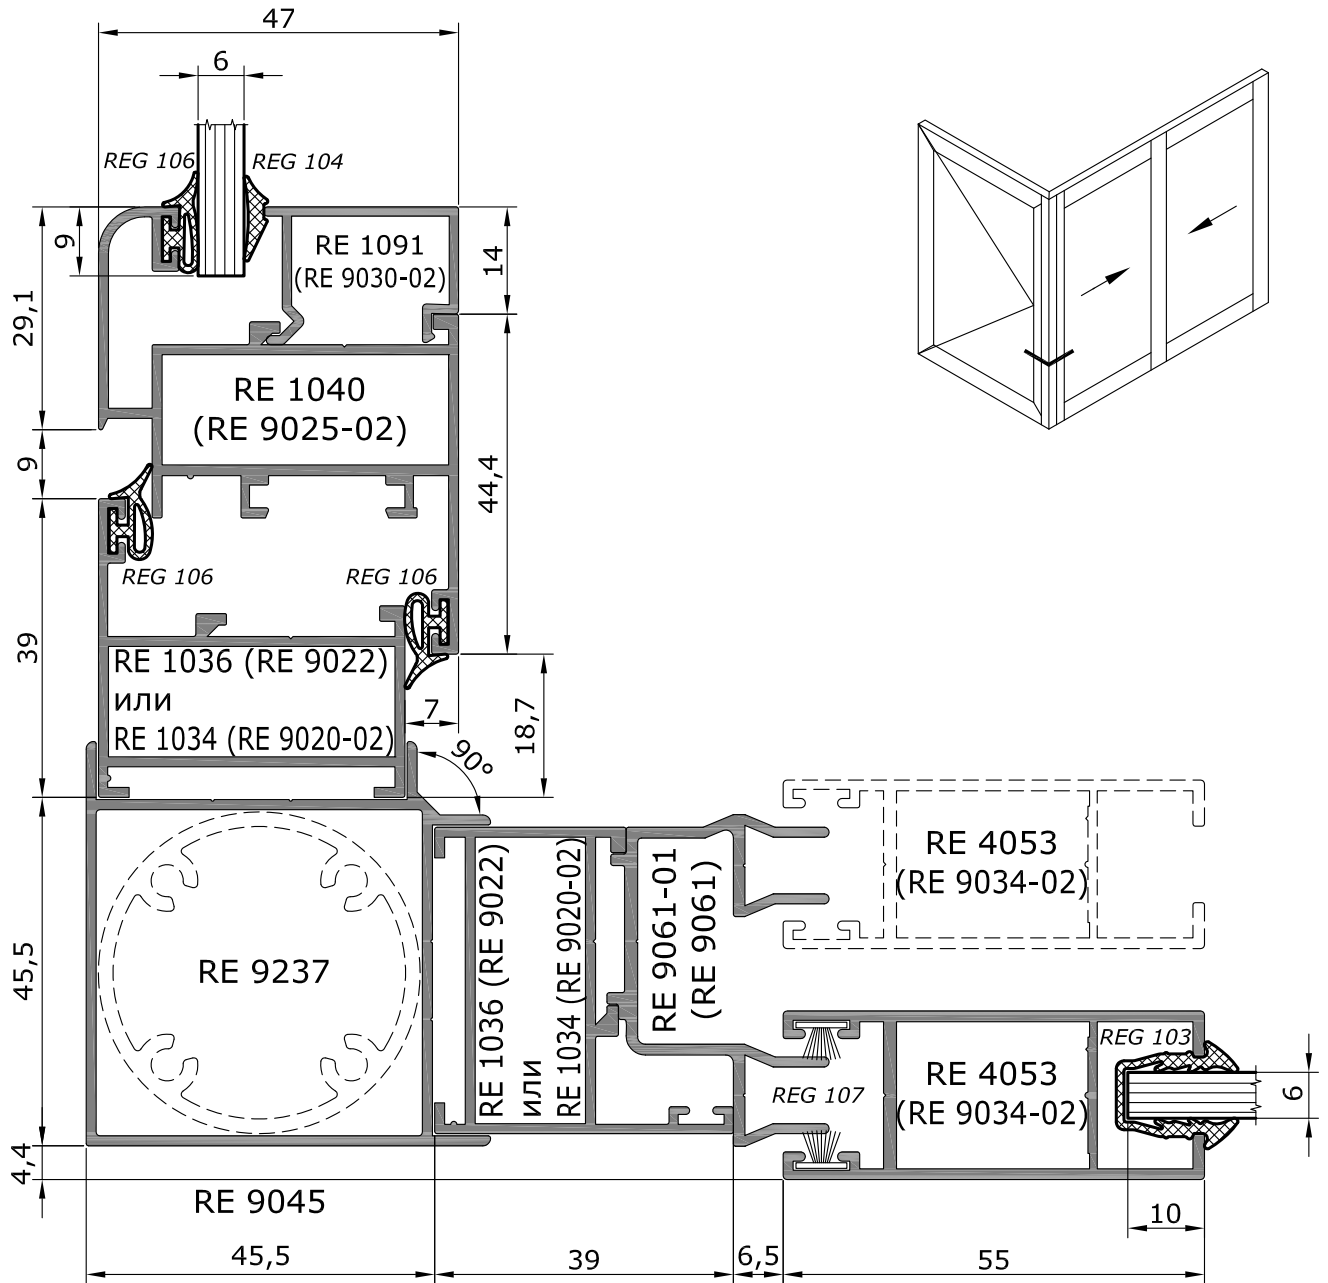 47
6
REG 106
REG 104
9
29,1
RE 1091
(RE 9030-02)
14
RE 1040
(RE 9025-02)
9
44,4
REG 106
REG 106
39
RE 1036 (RE 9022)
или
RE 1034 (RE 9020-02)
7
18,7
90°
RE 4053
(RE 9034-02)
RE 9237
45,5
RE 1036 (RE 9022)
или
RE 1034 (RE 9020-02)
RE 9061-01
(RE 9061)
REG 103
RE 4053
(RE 9034-02)
REG 107
6
4,4
RE 9045
10
45,5
39
6,5
55